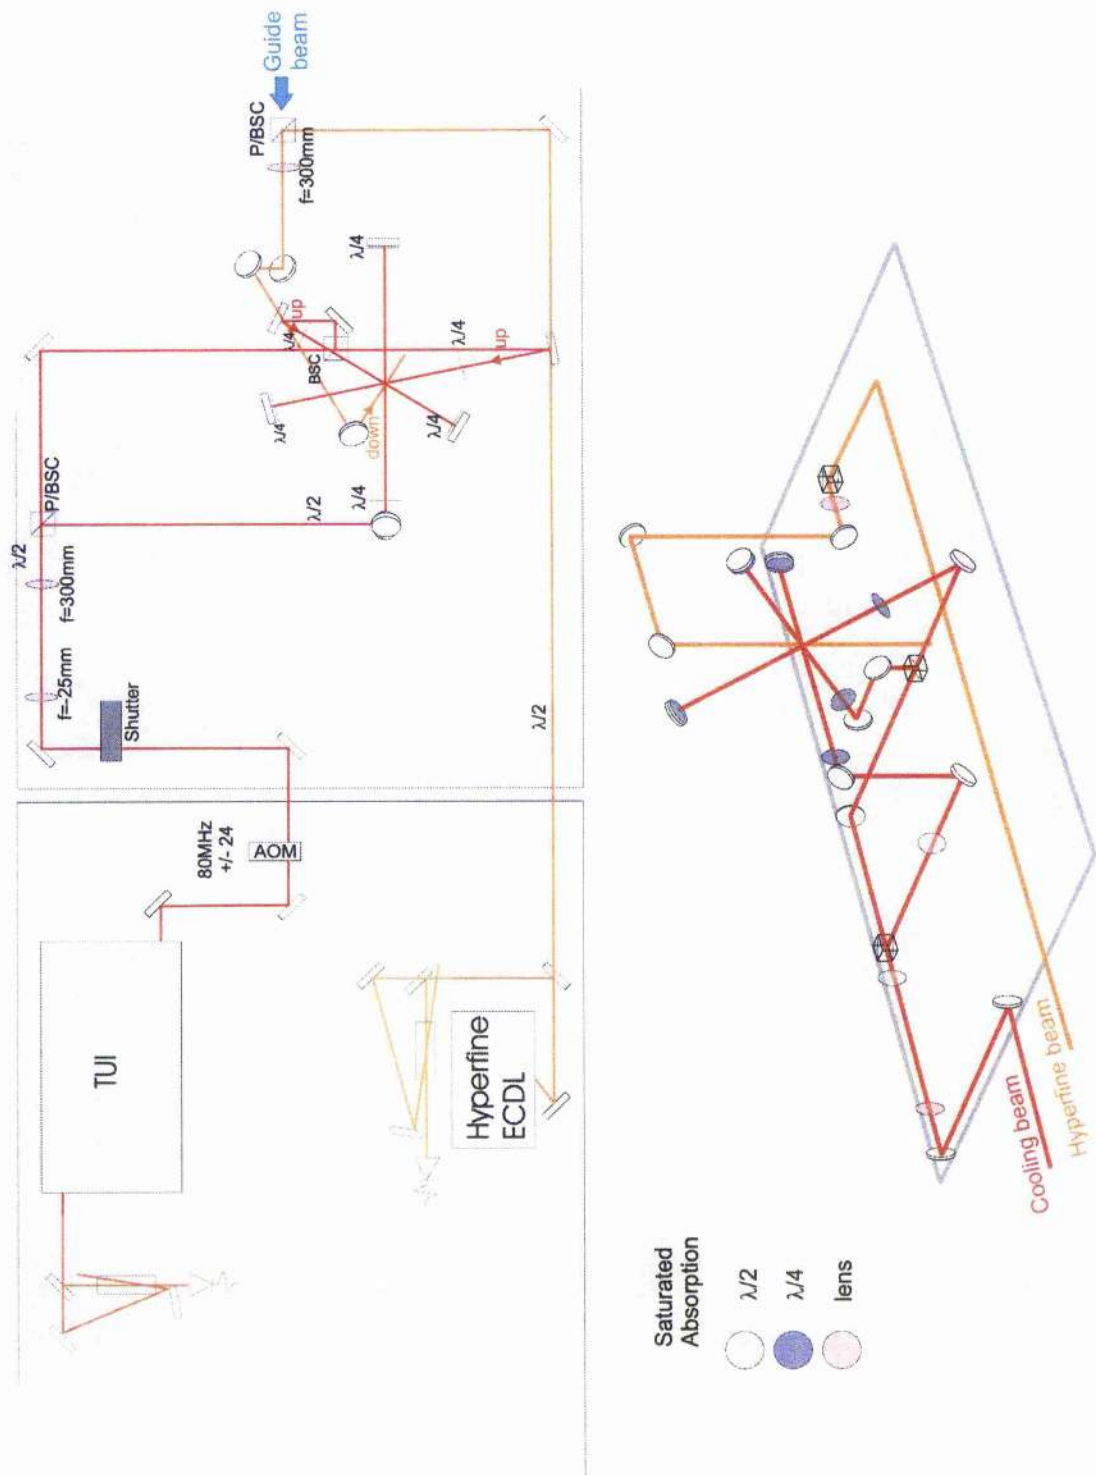 TUI
Hyperfine
ECDL
80MHz
+/- 24
AOM
Shutter
f=-25mm
f=300mm
λ/2
P/BSC
λ/2
λ/4
λ/4
down
λ/4
BSC
λ/4
up
λ/4
up
λ/4
f=300mm
P/BSC
Guide
beam
λ/2
Saturated
Absorption
λ/2
λ/4
lens
Cooling beam
Hyperfine beam